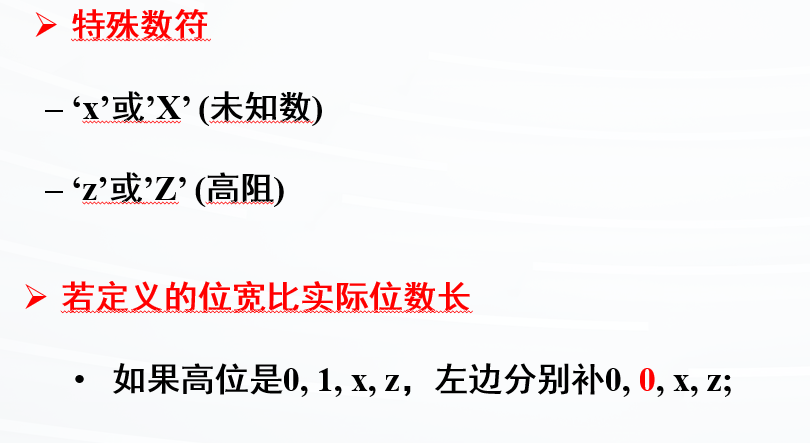 ➢ 特殊数符
– ‘x’或’X’ (未知数)
– ‘z’或’Z’ (高阻)
➢ 若定义的位宽比实际位数长
• 如果高位是0, 1, x, z，左边分别补0, 0, x, z;